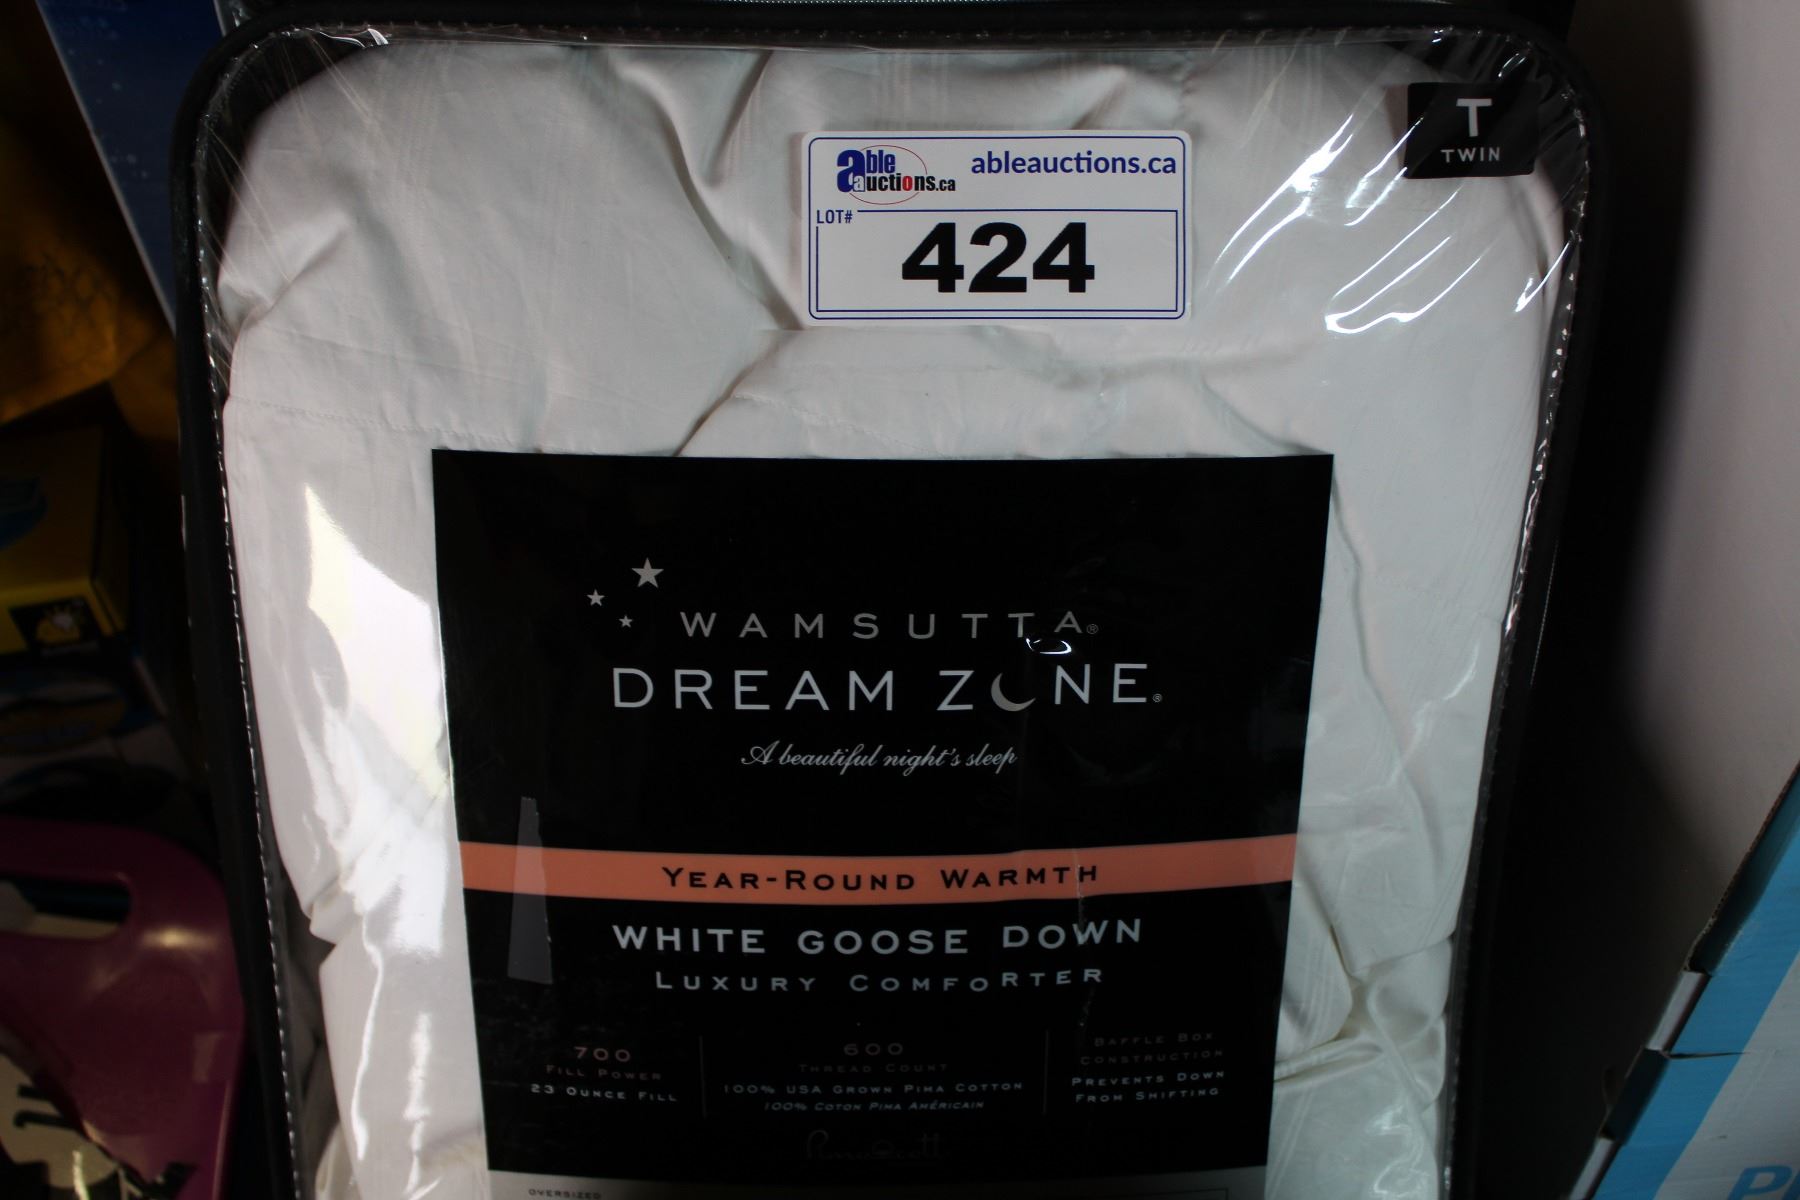 T
TWIN
able auctions.ca
ableauctions.ca
LOT#
424
WAMSUTTA®
DREAM ZONE®
A beautiful night's sleep
YEAR-ROUND WARMTH
WHITE GOOSE DOWN
LUXURY COMFORTER
700
FILL POWER
23 OUNCE FILL
600
THREAD COUNT
100% USA GROWN PIMA COTTON
100% COTON PIMA AMÉRICAIN
BAFFLE BOX
CONSTRUCTION
PREVENTS DOWN
FROM SHIFTING
PimaCott
OVERSIZED